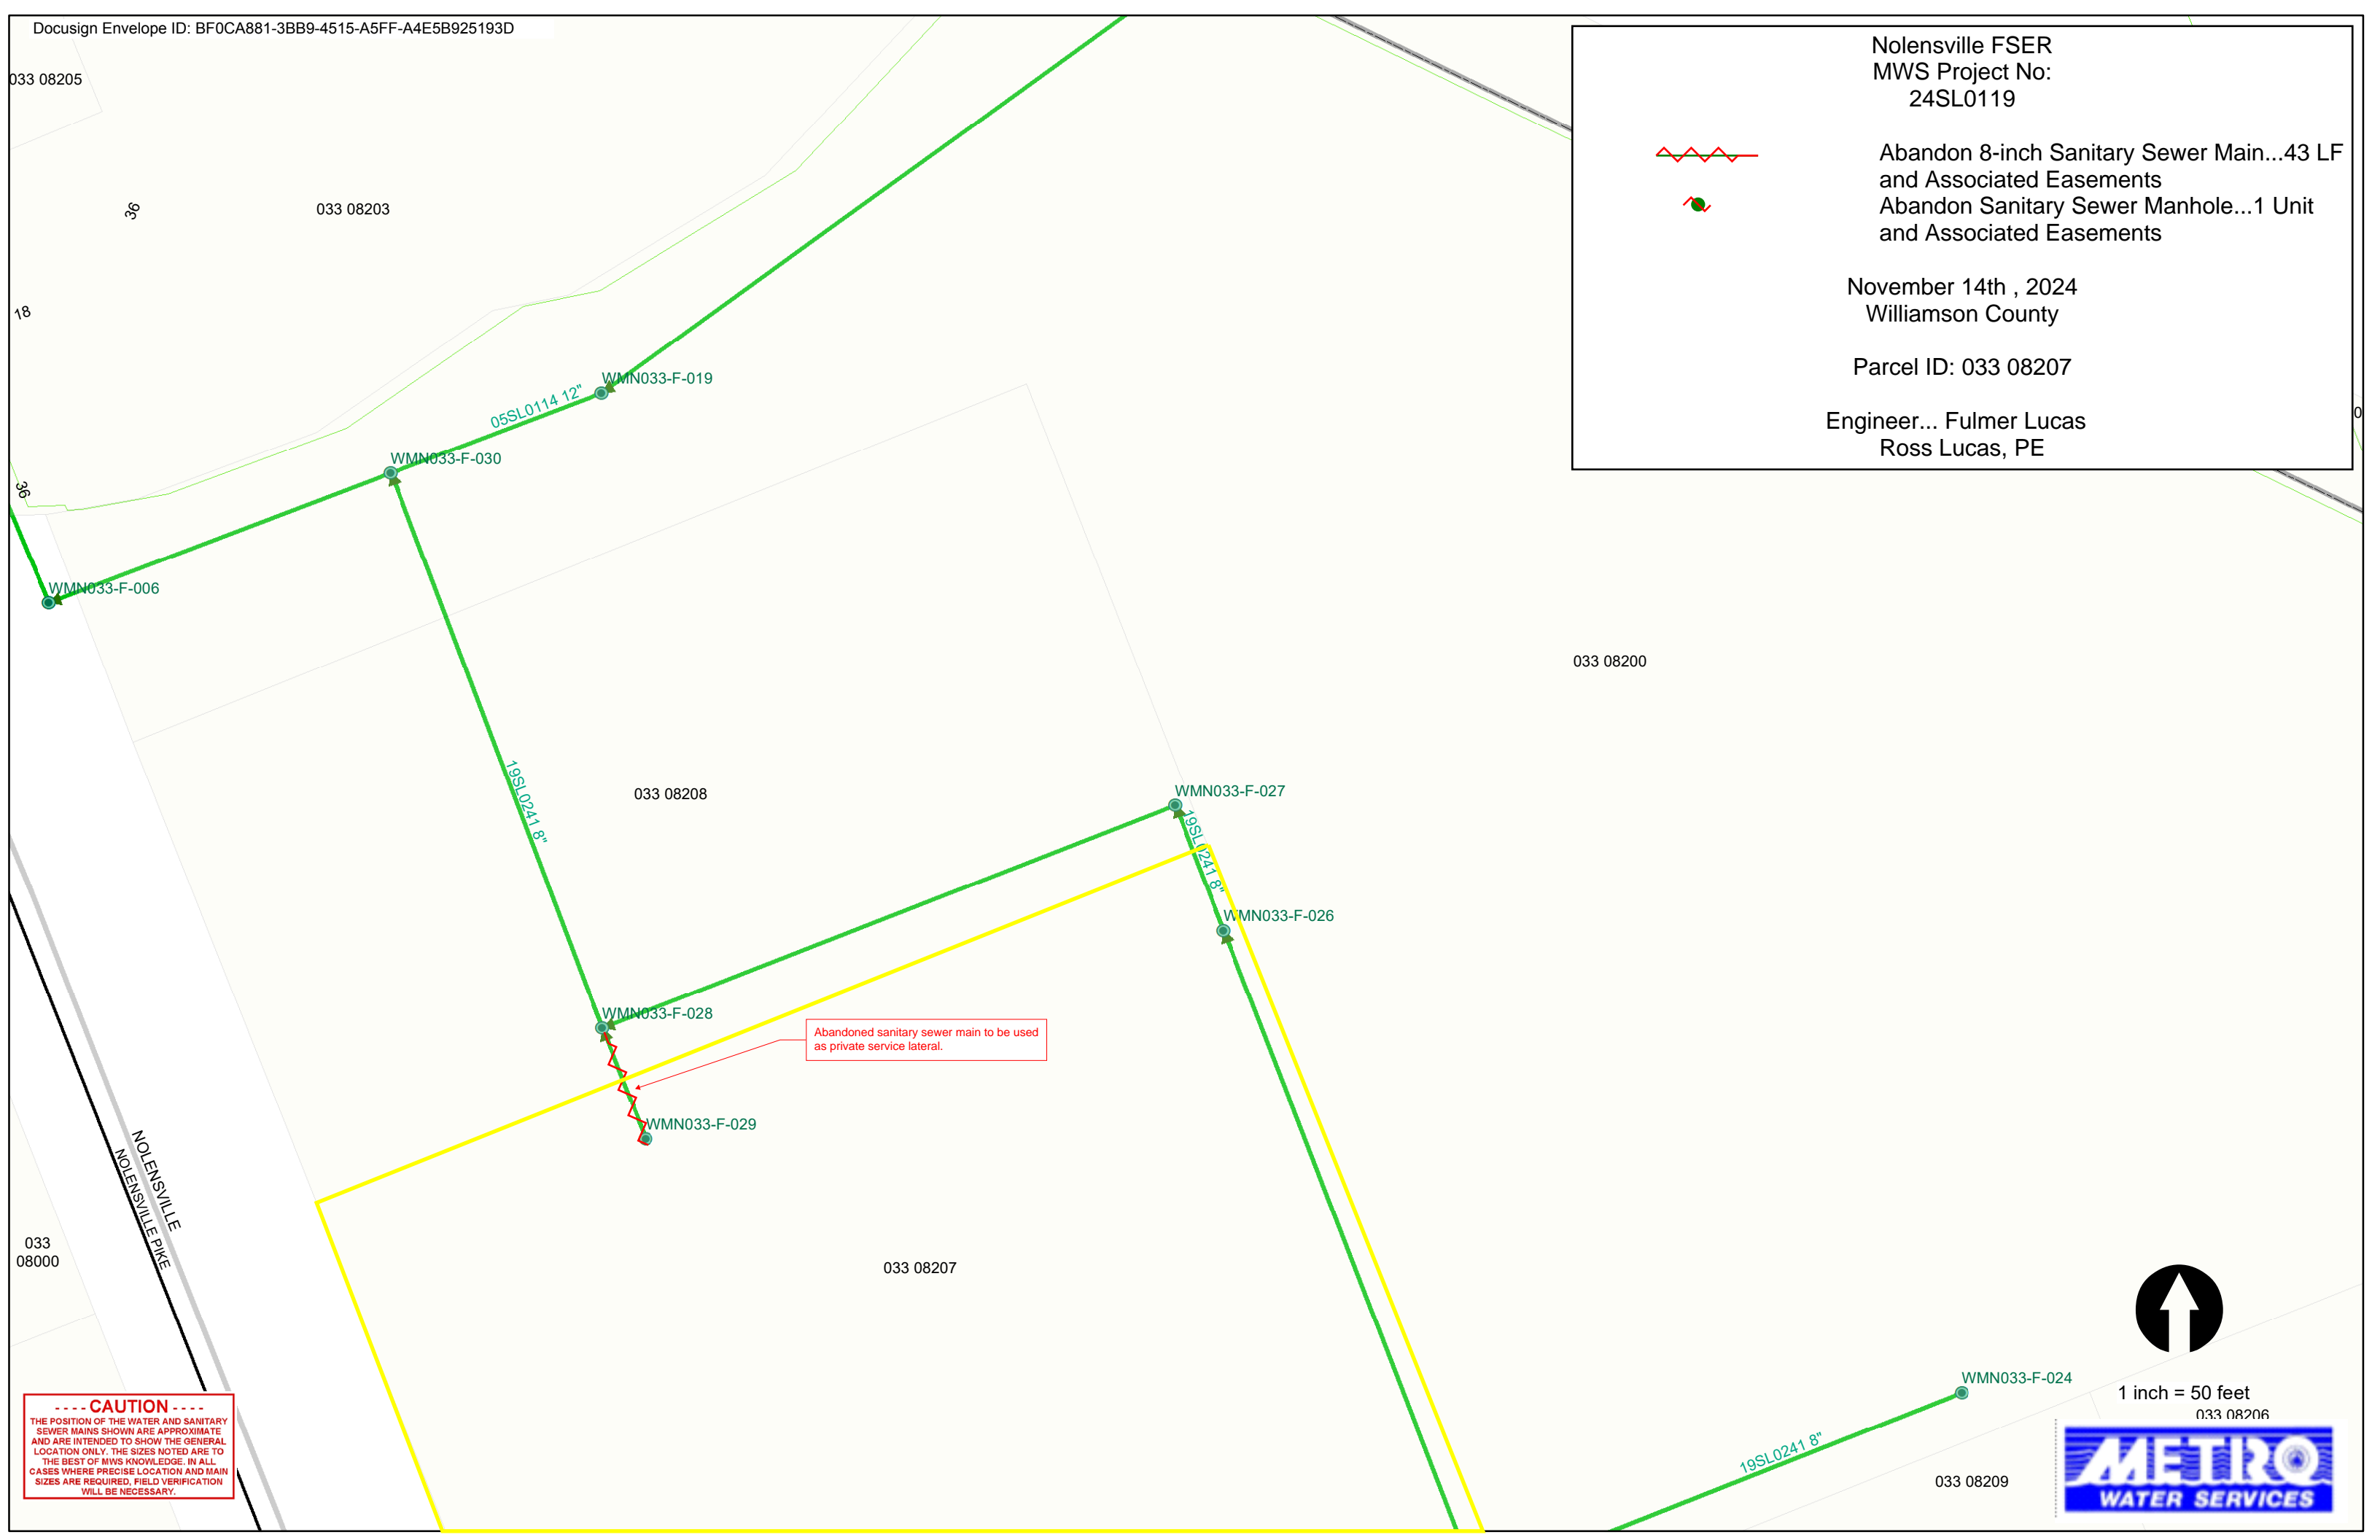 Docusign Envelope ID: BF0CA881-3BB9-4515-A5FF-A4E5B925193D
Nolensville FSER
MWS Project No:
24SL0119
Abandon 8-inch Sanitary Sewer Main...43 LF
and Associated Easements
Abandon Sanitary Sewer Manhole...1 Unit
and Associated Easements
November 14th , 2024
Williamson County
Parcel ID: 033 08207
Engineer... Fulmer Lucas
Ross Lucas, PE
033 08205
36
033 08203
18
WMN033-F-019
05SL0114 12"
WMN033-F-030
36
WMN033-F-006
033 08200
19SL0241 8"
033 08208
WMN033-F-027
19SL0241 8"
WMN033-F-026
WMN033-F-028
Abandoned sanitary sewer main to be used
as private service lateral.
WMN033-F-029
NOLENSVILLE
NOLENSVILLE PIKE
033
08000
033 08207
WMN033-F-024
1 inch = 50 feet
033 08206
19SL0241 8"
033 08209
- - - - CAUTION - - - -
THE POSITION OF THE WATER AND SANITARY
SEWER MAINS SHOWN ARE APPROXIMATE
AND ARE INTENDED TO SHOW THE GENERAL
LOCATION ONLY. THE SIZES NOTED ARE TO
THE BEST OF MWS KNOWLEDGE. IN ALL
CASES WHERE PRECISE LOCATION AND MAIN
SIZES ARE REQUIRED, FIELD VERIFICATION
WILL BE NECESSARY.
METRO
WATER SERVICES